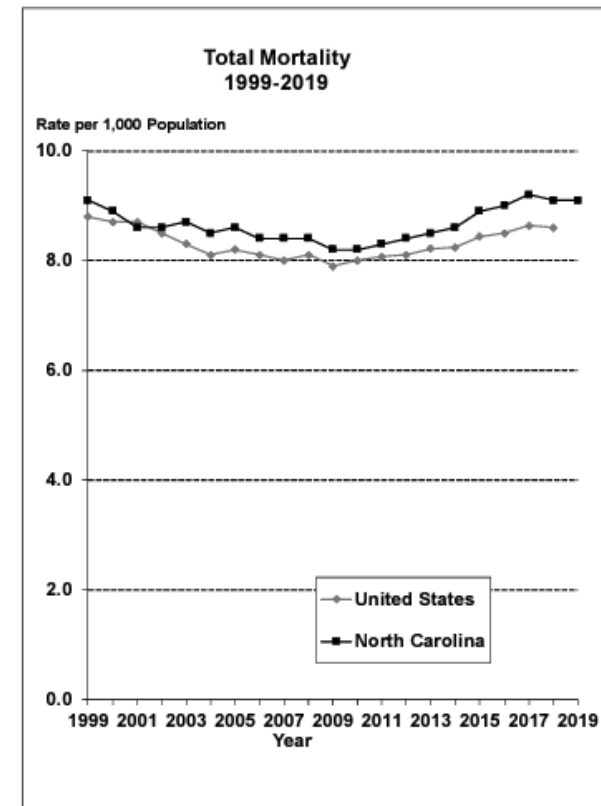 Total Mortality
1999-2019
Rate per 1,000 Population
10.0
8.0
6.0
4.0
2.0
0.0
United States
North Carolina
1999 2001 2003 2005 2007 2009 2011 2013 2015 2017 2019
Year